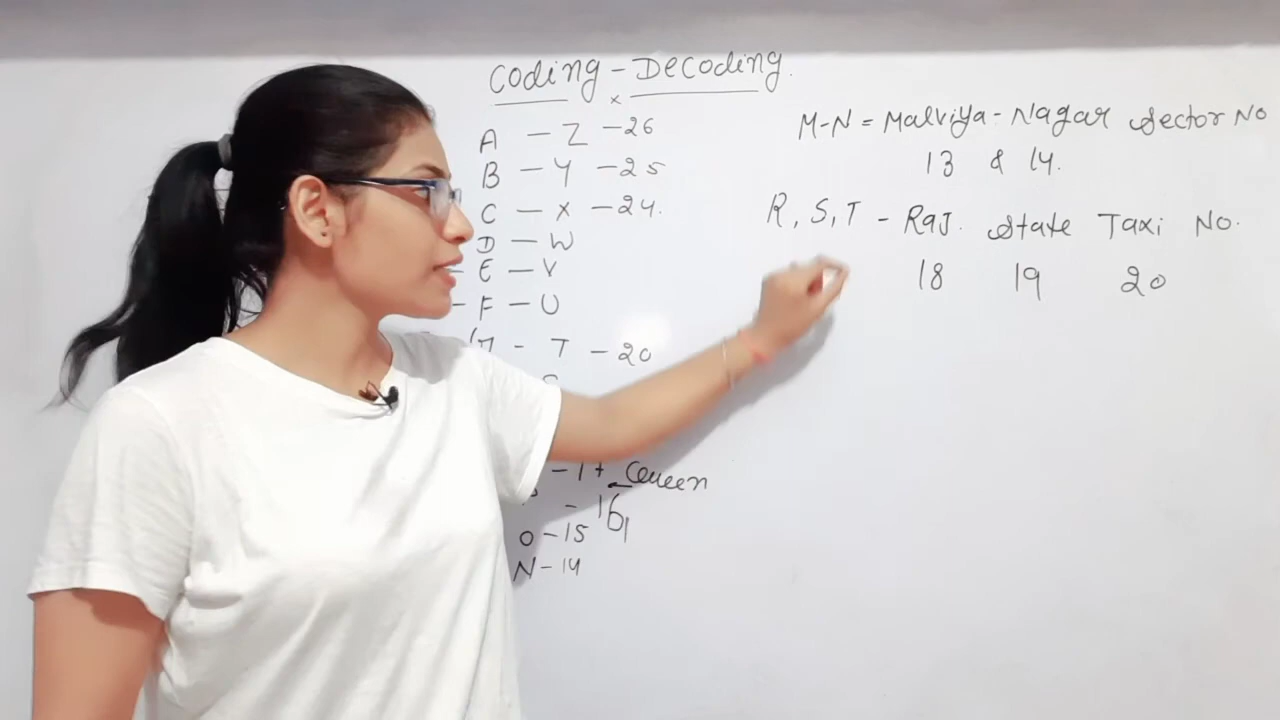 Coding - Decoding.
×
A - Z - 26
B - Y - 25
C - X - 24.
D - W
- E - V
- F - U
- T - 20
- 17 Queen
- 16
O - 15
N - 14
M-N = Malviya - Nagar Sector No
13 & 14.
R, S, T - Raj. State Taxi No.
18 19 20